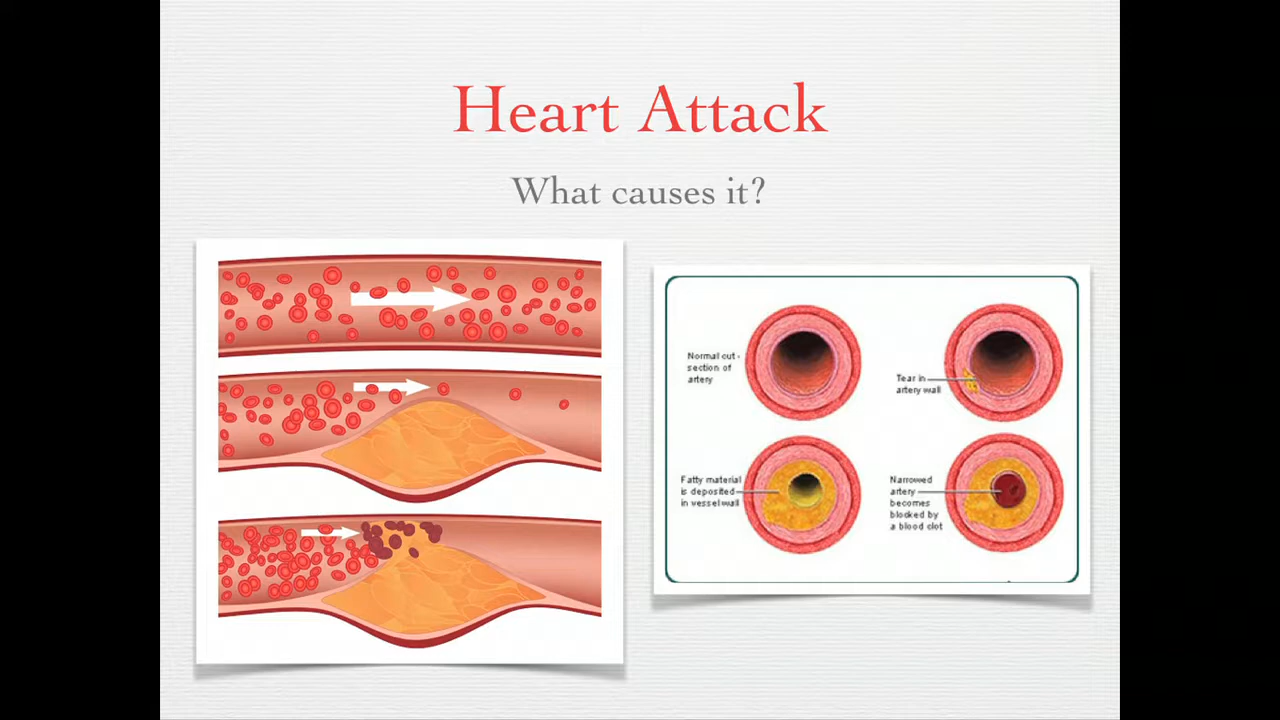 Heart Attack
What causes it?
Normal cut -
section of
artery
Tear in
artery wall
Fatty material
is deposited
in vessel wall
Narrowed
artery
becomes
blocked by
a blood clot